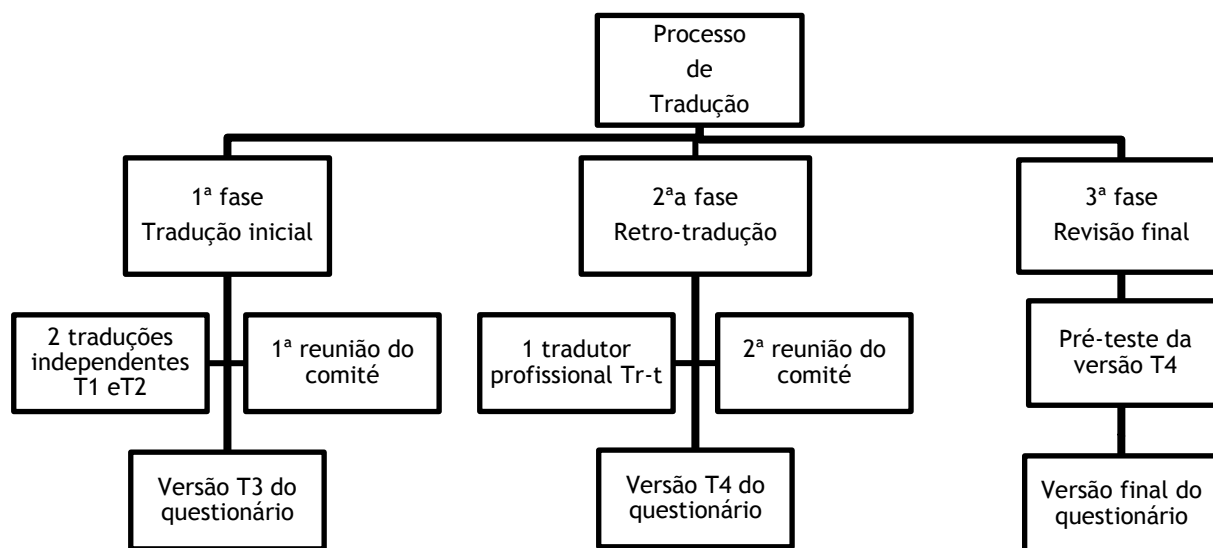 Processo
de
Tradução
1ª fase
Tradução inicial
2ªa fase
Retro-tradução
3ª fase
Revisão final
2 traduções
independentes
T1 eT2
1ª reunião do
comité
1 tradutor
profissional Tr-t
2ª reunião do
comité
Pré-teste da
versão T4
Versão T3 do
questionário
Versão T4 do
questionário
Versão final do
questionário